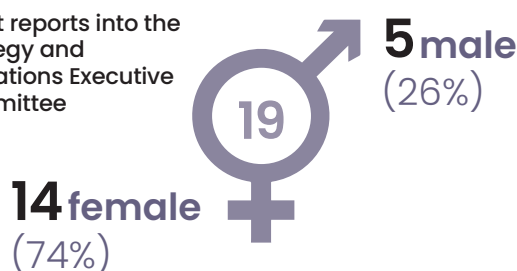 t reports into the
egy and
ations Executive
mittee
19
5 male
(26%)
14 female
(74%)